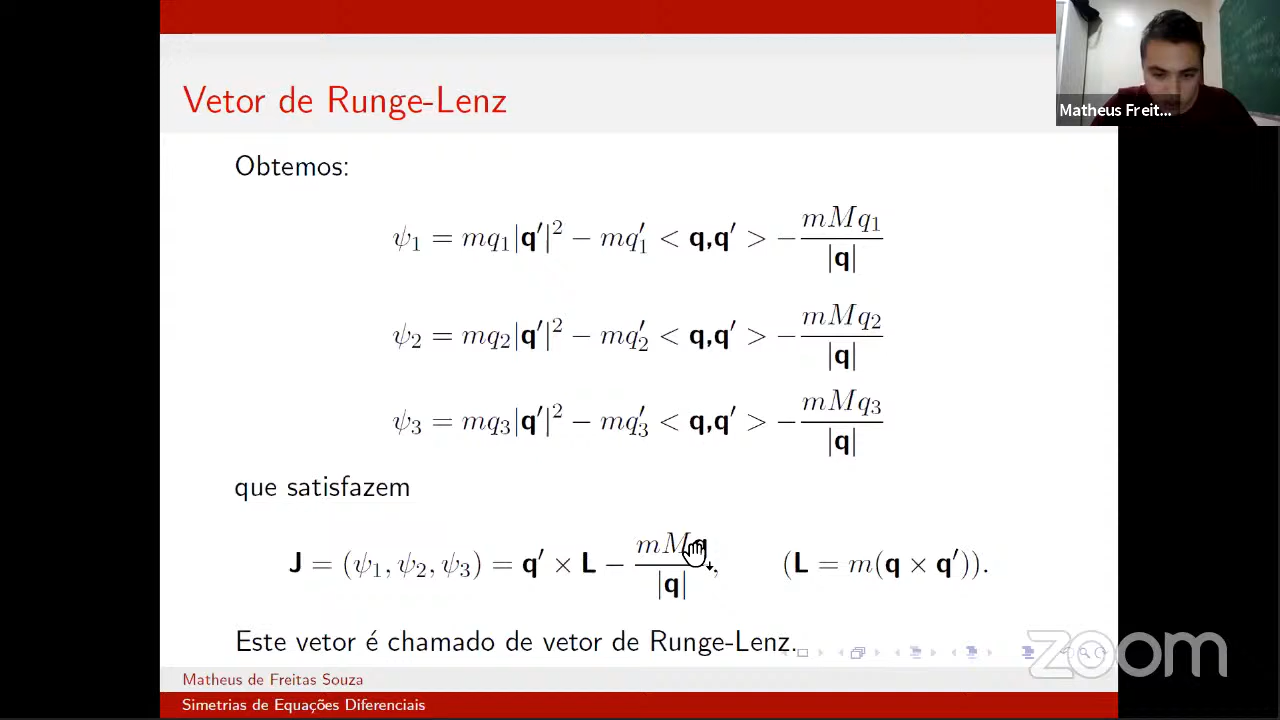 Vetor de Runge-Lenz
Matheus Freit...
Obtemos:
ψ₁ = mq₁|q′|² − mq′₁ < q,q′ > − mMq₁/|q|
ψ₂ = mq₂|q′|² − mq′₂ < q,q′ > − mMq₂/|q|
ψ₃ = mq₃|q′|² − mq′₃ < q,q′ > − mMq₃/|q|
que satisfazem
J = (ψ₁, ψ₂, ψ₃) = q′ × L − mMq/|q|, (L = m(q × q′)).
Este vetor é chamado de vetor de Runge-Lenz.
zoom
Matheus de Freitas Souza
Simetrias de Equações Diferenciais